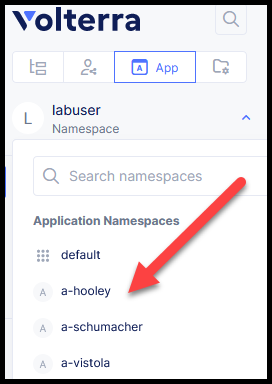 Volterra
App
L
labuser
Namespace
Search namespaces
Application Namespaces
default
A a-hooley
A a-schumacher
A a-vistola